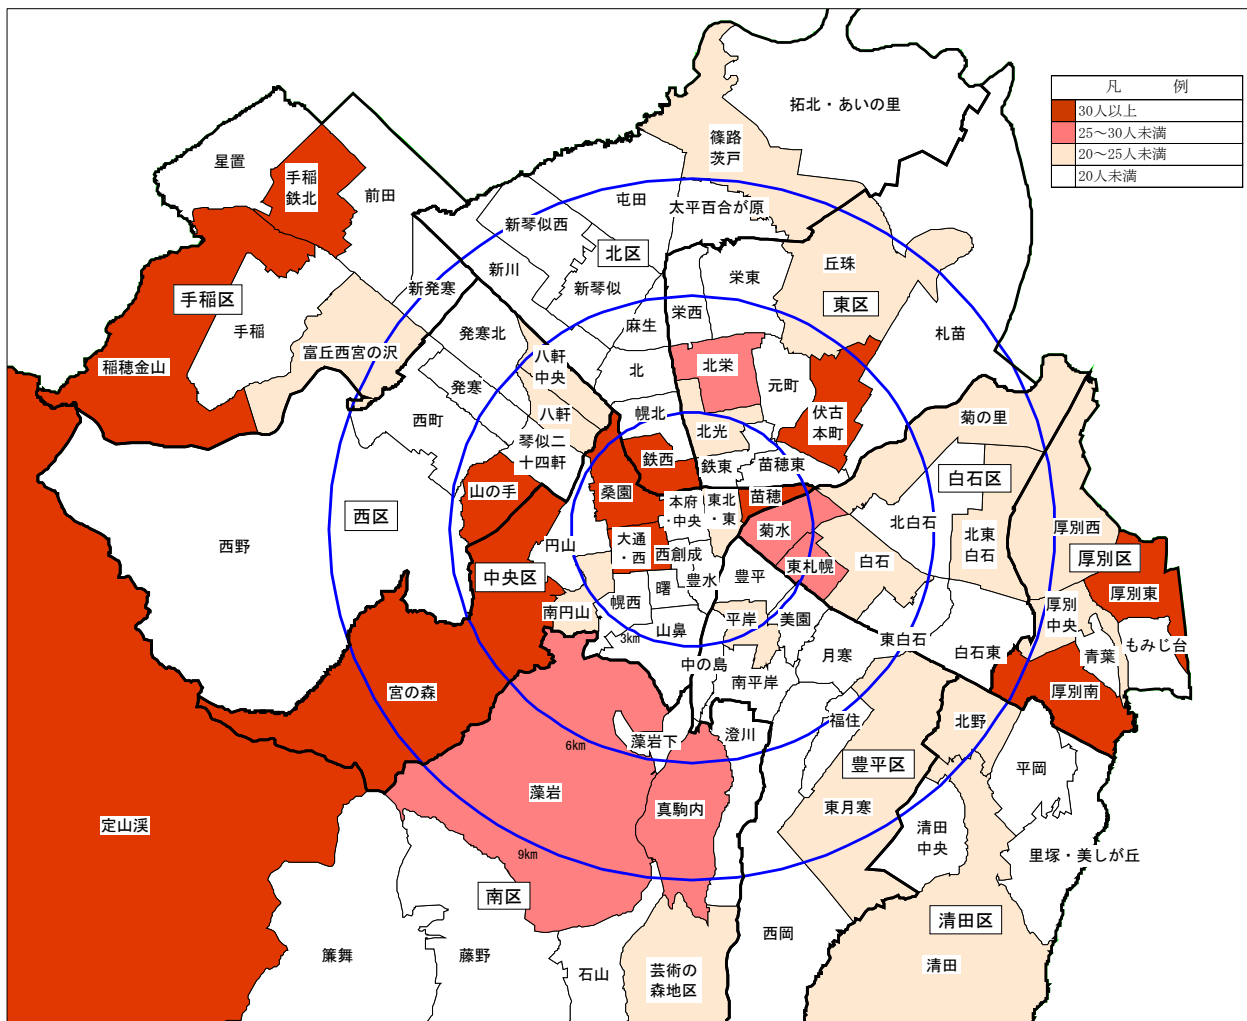 凡　例
30人以上
25～30人未満
20～25人未満
20人未満
拓北・あいの里
篠路
茨戸
星置
手稲
鉄北
前田
屯田
太平百合が原
新琴似西
北区
丘珠
栄東
新川
新発寒
新琴似
手稲区
東区
栄西
麻生
手稲
発寒北
札苗
富丘西宮の沢
八軒
中央
稲穂金山
北
北栄
元町
発寒
八軒
幌北
伏古
本町
菊の里
西町
北光
琴似二
十四軒
鉄西
鉄東
苗穂東
白石区
山の手
桑園
本府
・中央
東北
・東
苗穂
西区
北白石
厚別西
菊水
北東
白石
西野
円山
大通
・西
西創成
厚別区
中央区
豊水
豊平
東札幌
白石
曙
厚別東
幌西
南円山
厚別
中央
平岸
美園
山鼻
3km
東白石
もみじ台
白石東
青葉
月寒
中の島
南平岸
宮の森
厚別南
福住
北野
澄川
藻岩下
6km
豊平区
平岡
藻岩
真駒内
東月寒
定山渓
清田
中央
里塚・美しが丘
9km
南区
清田区
西岡
簾舞
藤野
清田
石山
芸術の
森地区